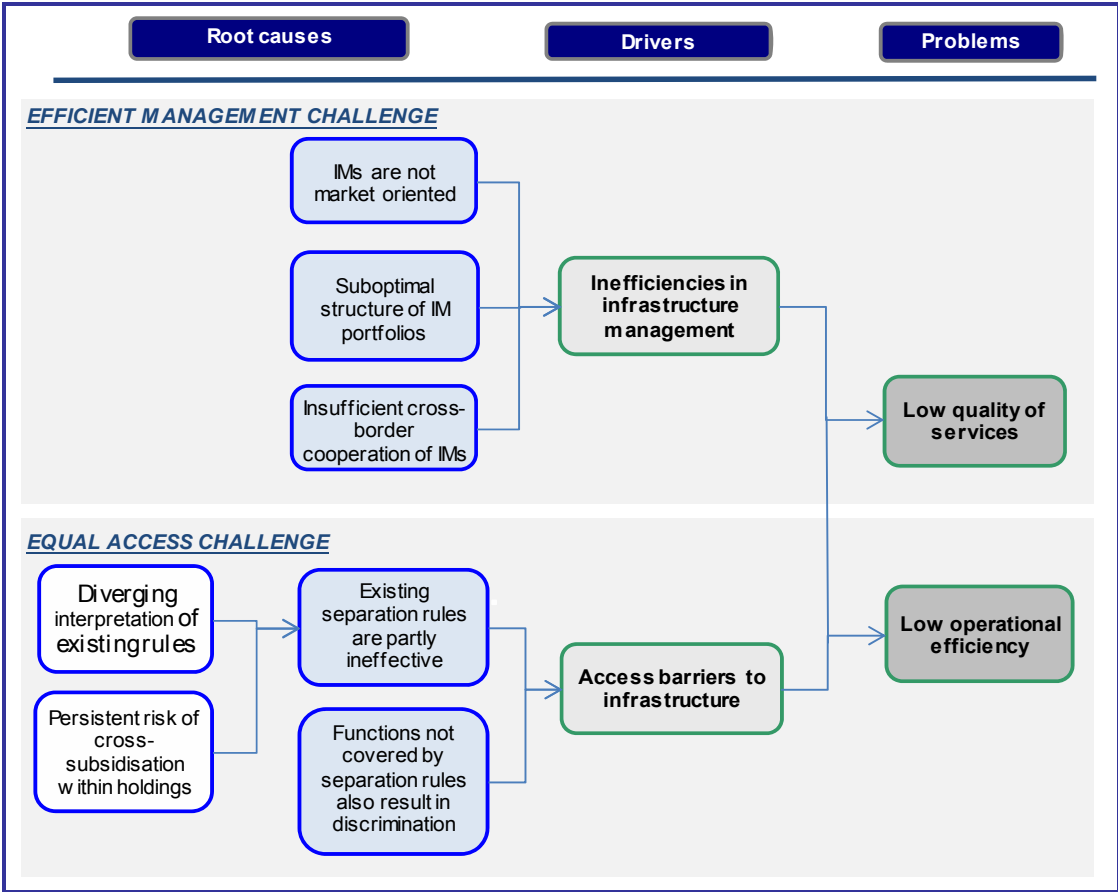 Root causes
Drivers
Problems
EFFICIENT MANAGEMENT CHALLENGE
IMs are not
market oriented
Suboptimal
structure of IM
portfolios
Insufficient cross-
border
cooperation of IMs
Inefficiencies in
infrastructure
management
Low quality of
services
EQUAL ACCESS CHALLENGE
Diverging
interpretation of
existing rules
Persistent risk of
cross-
subsidisation
within holdings
Existing
separation rules
are partly
ineffective
Functions not
covered by
separation rules
also result in
discrimination
Access barriers to
infrastructure
Low operational
efficiency